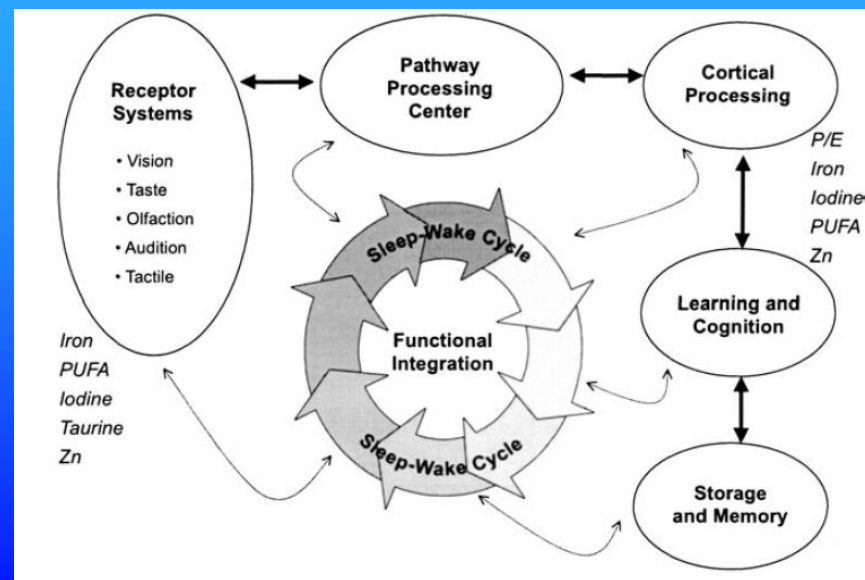 Receptor
Systems
• Vision
• Taste
• Olfaction
• Audition
• Tactile
Pathway
Processing
Center
Cortical
Processing
P/E
Iron
Iodine
PUFA
Zn
Sleep-Wake Cycle
Functional
Integration
Sleep-Wake Cycle
Learning and
Cognition
Iron
PUFA
Iodine
Taurine
Zn
Storage
and Memory